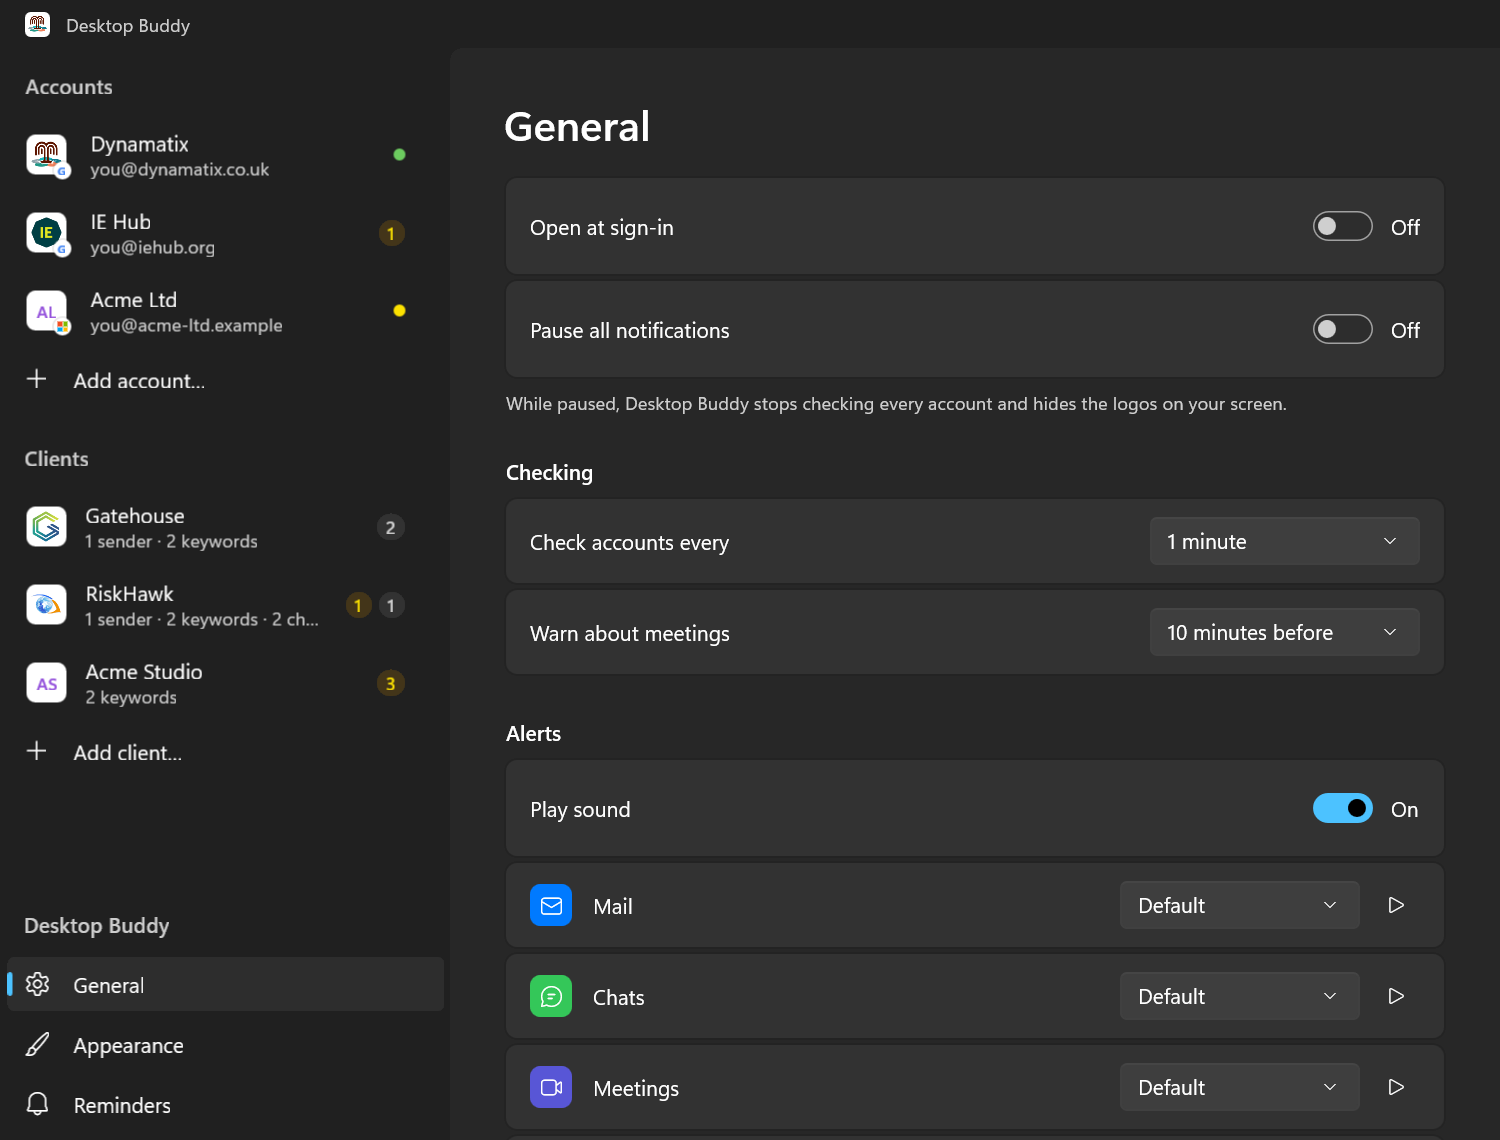 Desktop Buddy
Accounts
Dynamatix
you@dynamatix.co.uk
IE
IE Hub
you@iehub.org
1
AL
Acme Ltd
you@acme-ltd.example
Add account...
Clients
Gatehouse
1 sender · 2 keywords
2
RiskHawk
1 sender · 2 keywords · 2 ch...
1 1
AS
Acme Studio
2 keywords
3
Add client...
Desktop Buddy
General
Appearance
Reminders
General
Open at sign-in
Off
Pause all notifications
Off
While paused, Desktop Buddy stops checking every account and hides the logos on your screen.
Checking
Check accounts every
1 minute
Warn about meetings
10 minutes before
Alerts
Play sound
On
Mail
Default
Chats
Default
Meetings
Default